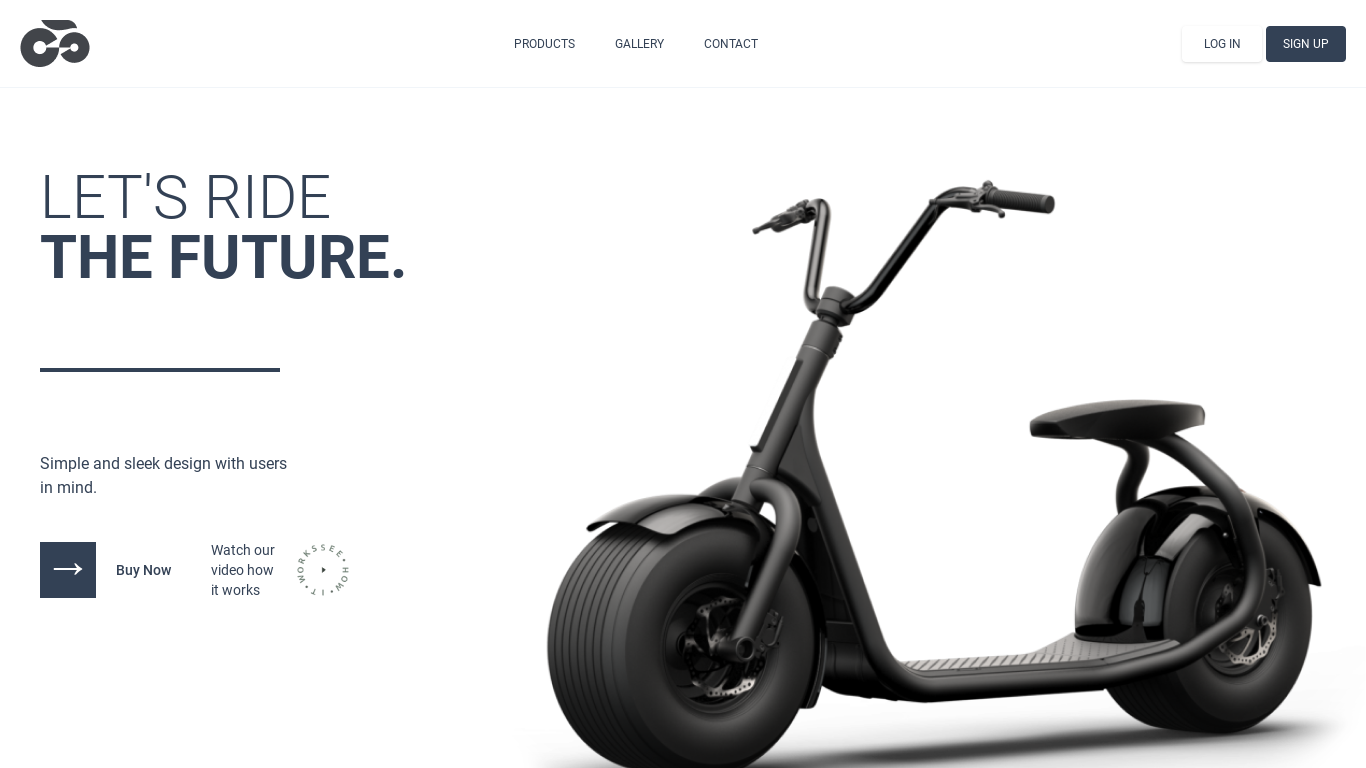 PRODUCTS
GALLERY
CONTACT
LOG IN
SIGN UP
LET'S RIDE
THE FUTURE.
Simple and sleek design with users
in mind.
Buy Now
Watch our
video how
it works
SEE • HOW • IT • WORKS